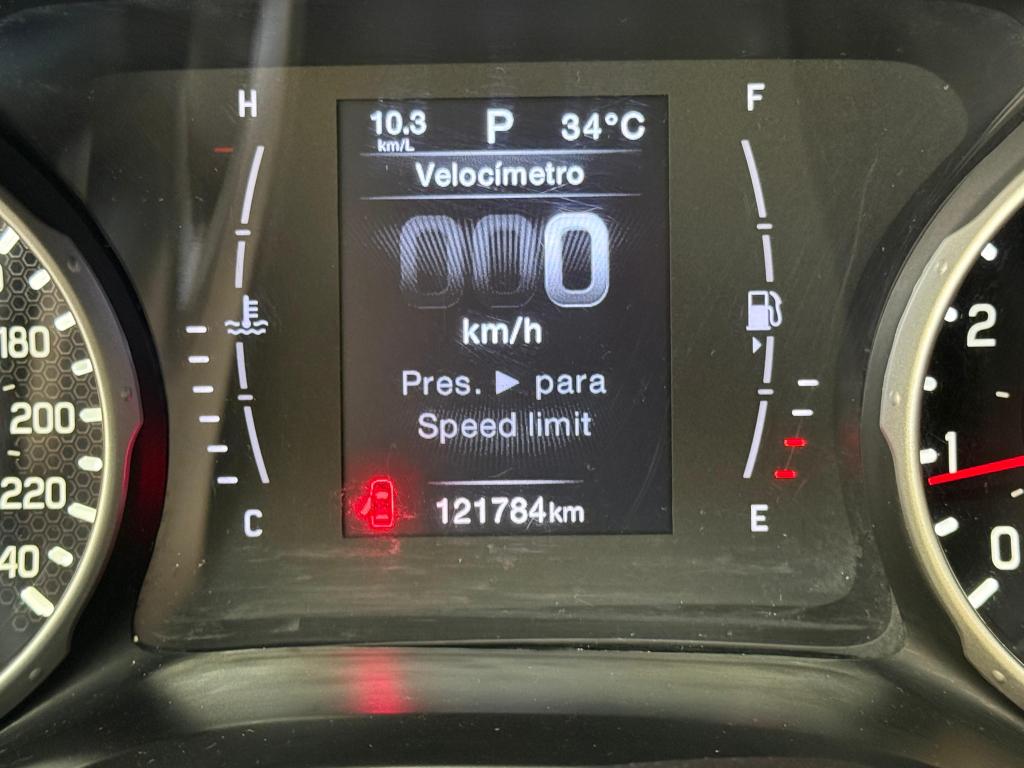 H
F
10.3 km/L
P
34°C
Velocímetro
000
km/h
Pres. ▶ para
Speed limit
121784km
C
E
180
200
220
40
2
1
0